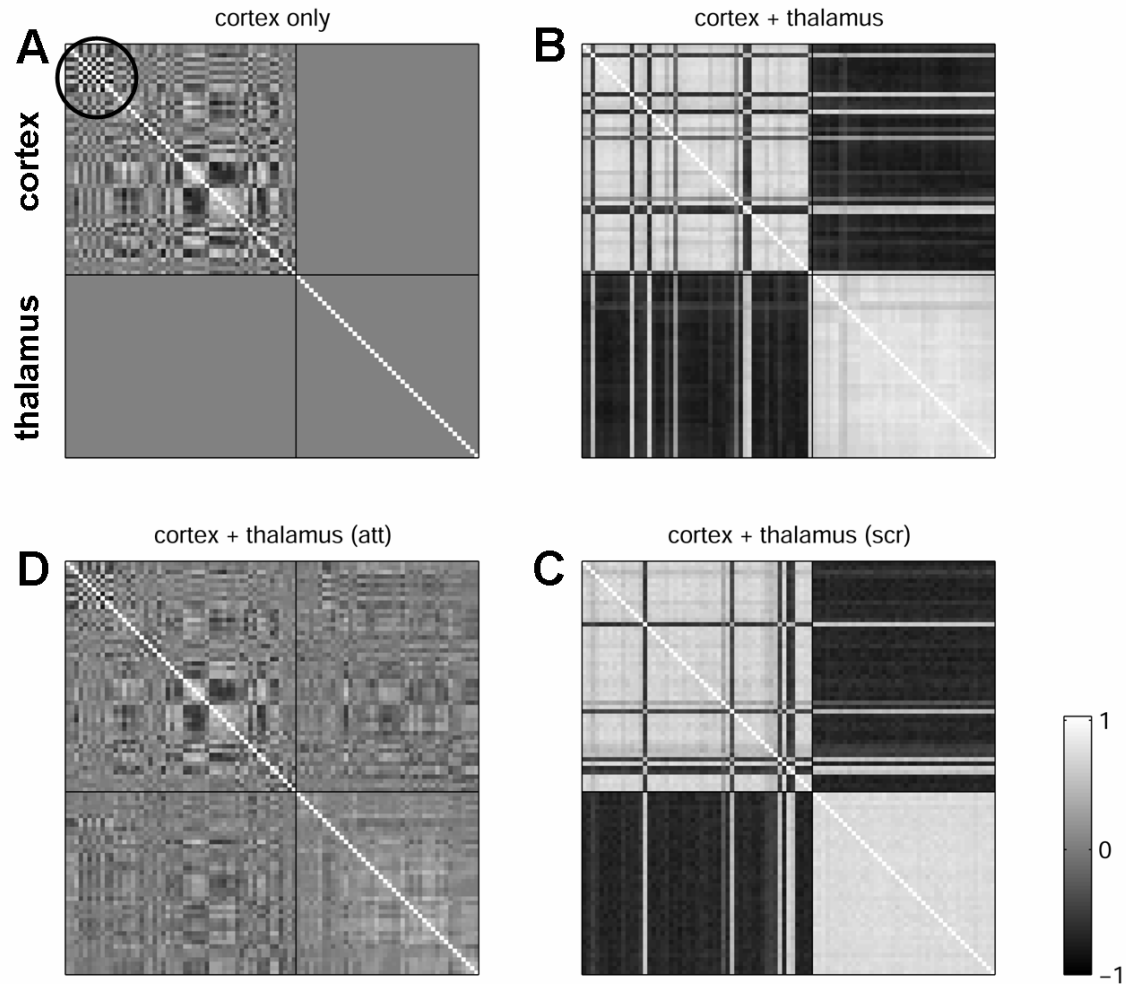 cortex only
cortex + thalamus
A
B
cortex
thalamus
cortex + thalamus (att)
cortex + thalamus (scr)
D
C
1
0
−1